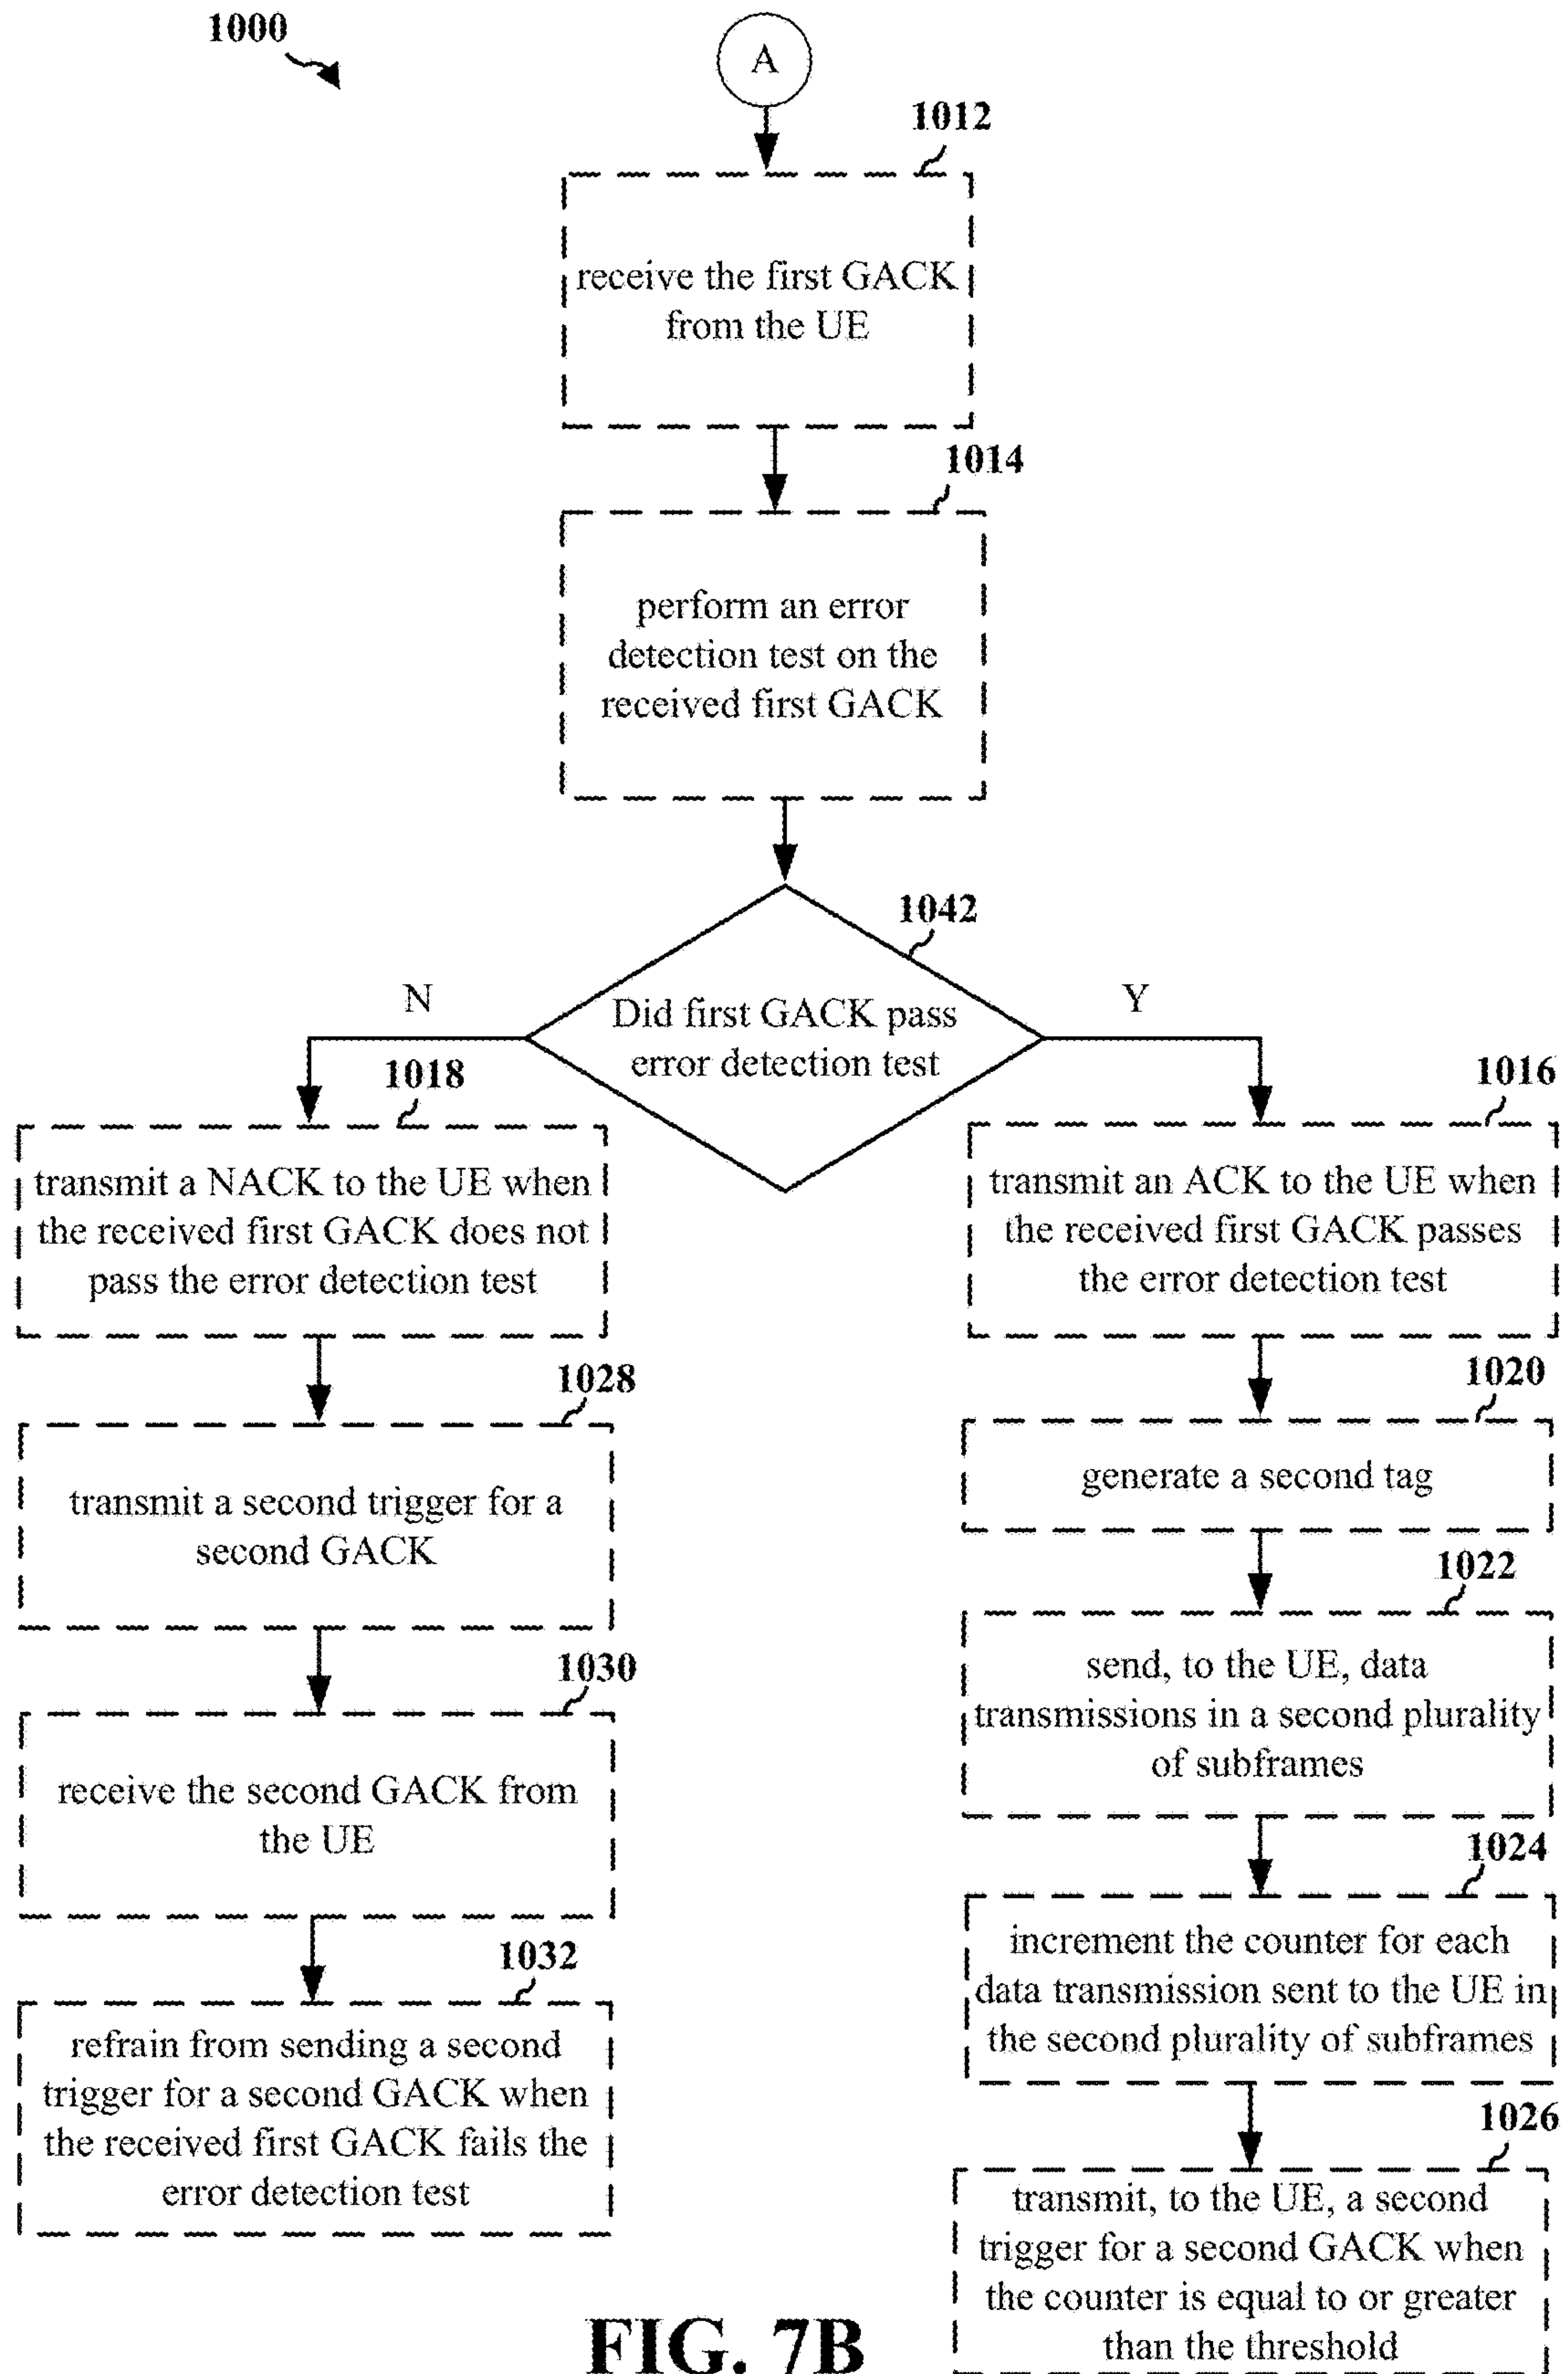 1000
A
1012
receive the first GACK
from the UE
1014
perform an error
detection test on the
received first GACK
1042
Did first GACK pass
error detection test
N
Y
1018
transmit a NACK to the UE when
the received first GACK does not
pass the error detection test
1016
transmit an ACK to the UE when
the received first GACK passes
the error detection test
1028
transmit a second trigger for a
second GACK
1020
generate a second tag
1022
send, to the UE, data
transmissions in a second plurality
of subframes
1030
receive the second GACK from
the UE
1024
increment the counter for each
data transmission sent to the UE in
the second plurality of subframes
1032
refrain from sending a second
trigger for a second GACK when
the received first GACK fails the
error detection test
1026
transmit, to the UE, a second
trigger for a second GACK when
the counter is equal to or greater
than the threshold
FIG. 7B